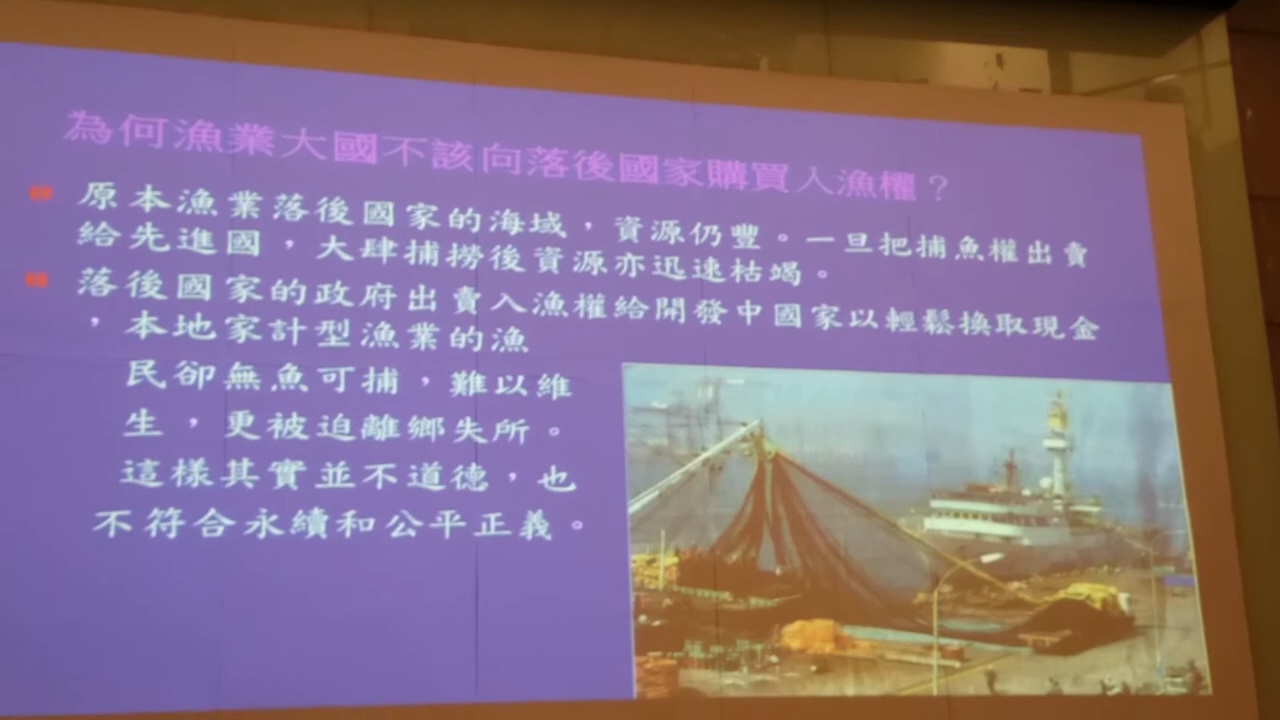 為何漁業大國不該向落後國家購買入漁權？
原本漁業落後國家的海域，資源仍豐。一旦把捕魚權出賣
給先進國，大肆捕撈後資源亦迅速枯竭。
落後國家的政府出賣入漁權給開發中國家以輕鬆換取現金
，本地家計型漁業的漁
民卻無魚可捕，難以維
生，更被迫離鄉失所。
這樣其實並不道德，也
不符合永續和公平正義。